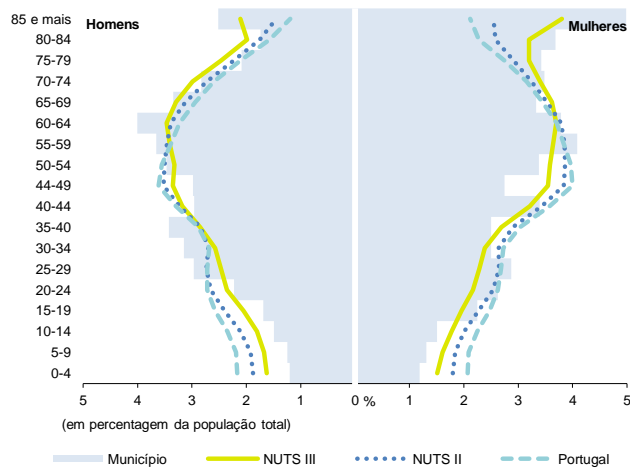 85 e mais
Homens
Mulheres
80-84
75-79
70-74
65-69
60-64
55-59
50-54
44-49
40-44
35-40
30-34
25-29
20-24
15-19
10-14
5-9
0-4
5 4 3 2 1 0 % 1 2 3 4 5
(em percentagem da população total)
Município NUTS III NUTS II Portugal